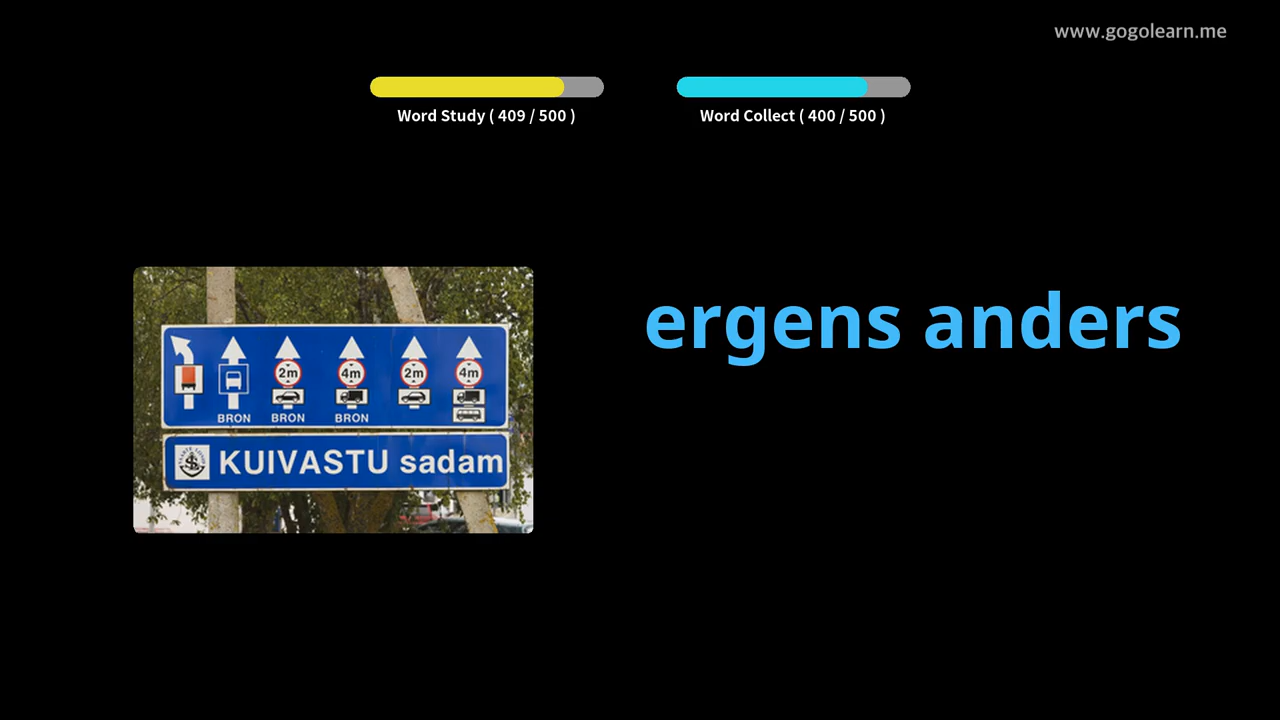 www.gogolearn.me
Word Study ( 409 / 500 )
Word Collect ( 400 / 500 )
ergens anders
2m 4m 2m 4m
BRON BRON BRON
KUIVASTU sadam